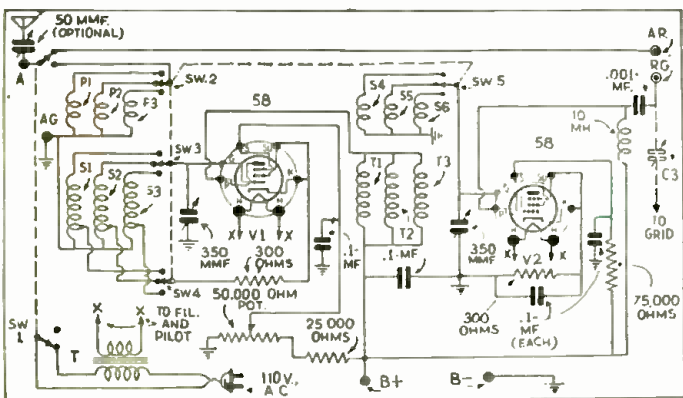 50 MMF.
(OPTIONAL)
A
AR
RG
P1
P2
P3
SW.2
AG
58
S4
S5
S6
SW.5
.001-
MF.
10
MH
58
C3
TO
GRID
S1
S2
S3
SW3
T1
T2
T3
350
MMF
X
V1
X
300
OHMS
.1-
MF
.1-MF
350
MMF
X
V2
X
SW4
50.000 OHM
POT.
25 000
OHMS
300
OHMS
.1-
MF
(EACH)
75,000
OHMS
SW
1
T
X
X
TO FIL.
AND
PILOT
110V.,
A C
B+
B-